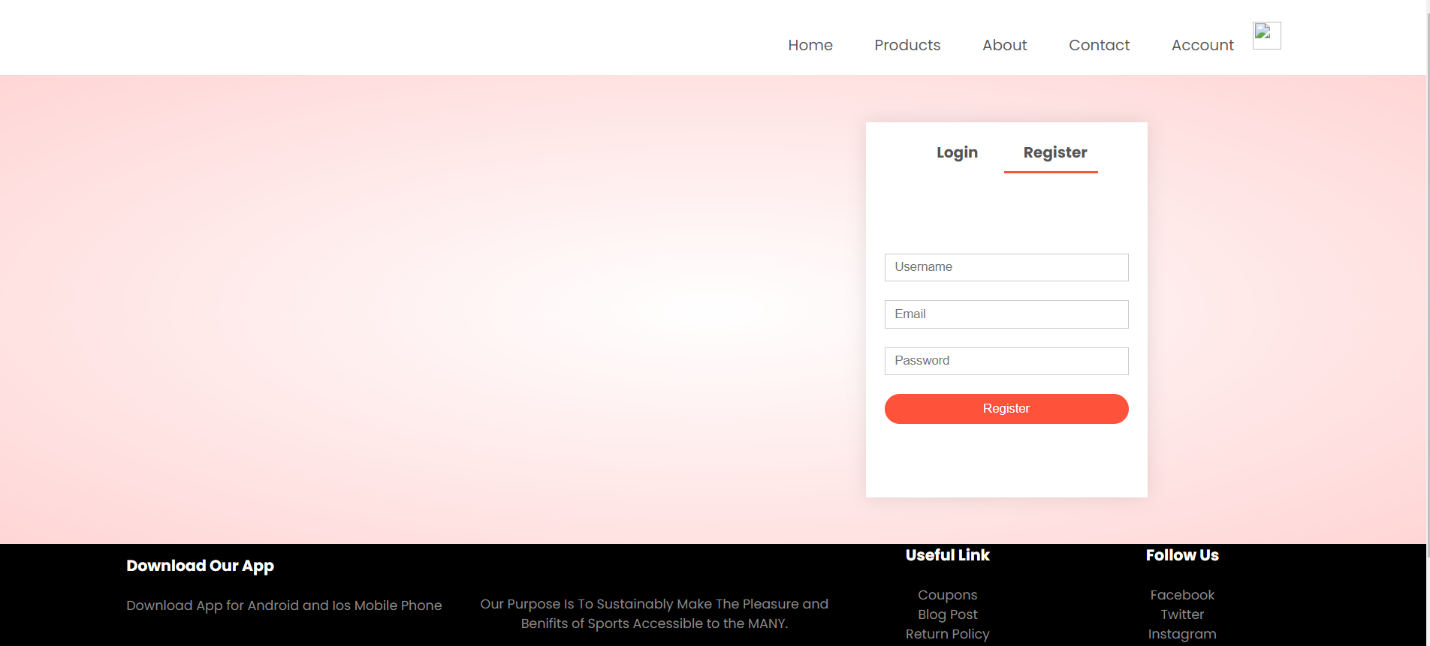 Home Products About Contact Account
Login Register
Username
Email
Password
Register
Download Our App
Download App for Android and Ios Mobile Phone
Our Purpose Is To Sustainably Make The Pleasure and
Benifits of Sports Accessible to the MANY.
Useful Link
Coupons
Blog Post
Return Policy
Follow Us
Facebook
Twitter
Instagram